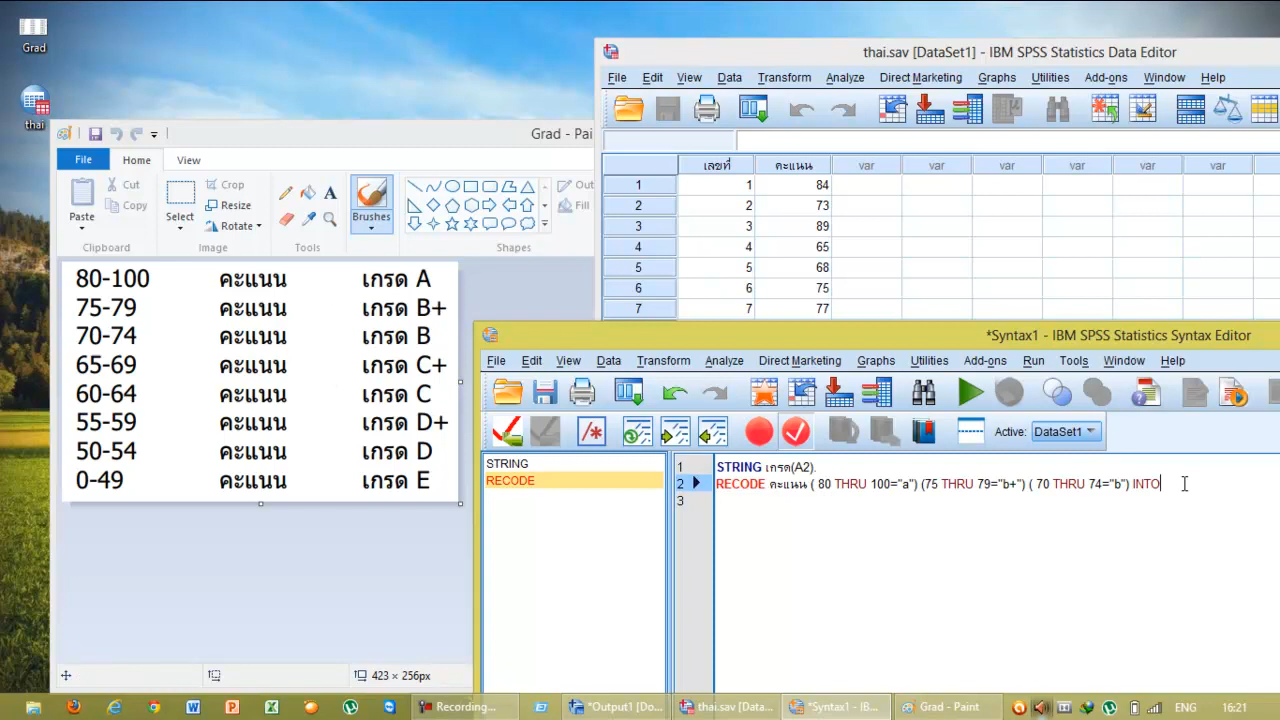 Grad
thai
thai.sav [DataSet1] - IBM SPSS Statistics Data Editor
File Edit View Data Transform Analyze Direct Marketing Graphs Utilities Add-ons Window Help
เลขที่ คะแนน var var var var var var
1 1 84
2 2 73
3 3 89
4 4 65
5 5 68
6 6 75
7 7 77
Grad - Pai
File Home View
Paste
Cut
Copy
Clipboard
Select
Crop
Resize
Rotate
Image
Tools
Brushes
Shapes
Out
Fill
80-100 คะแนน เกรด A
75-79 คะแนน เกรด B+
70-74 คะแนน เกรด B
65-69 คะแนน เกรด C+
60-64 คะแนน เกรด C
55-59 คะแนน เกรด D+
50-54 คะแนน เกรด D
0-49 คะแนน เกรด E
423 × 256px
*Syntax1 - IBM SPSS Statistics Syntax Editor
File Edit View Data Transform Analyze Direct Marketing Graphs Utilities Add-ons Run Tools Window Help
Active: DataSet1
STRING
RECODE
1 STRING เกรด(A2).
2 RECODE คะแนน ( 80 THRU 100="a") (75 THRU 79="b+") ( 70 THRU 74="b") INTO
3
Recording... *Output1 [Do... thai.sav [Data... *Syntax1 - IB... Grad - Paint ENG 16:21